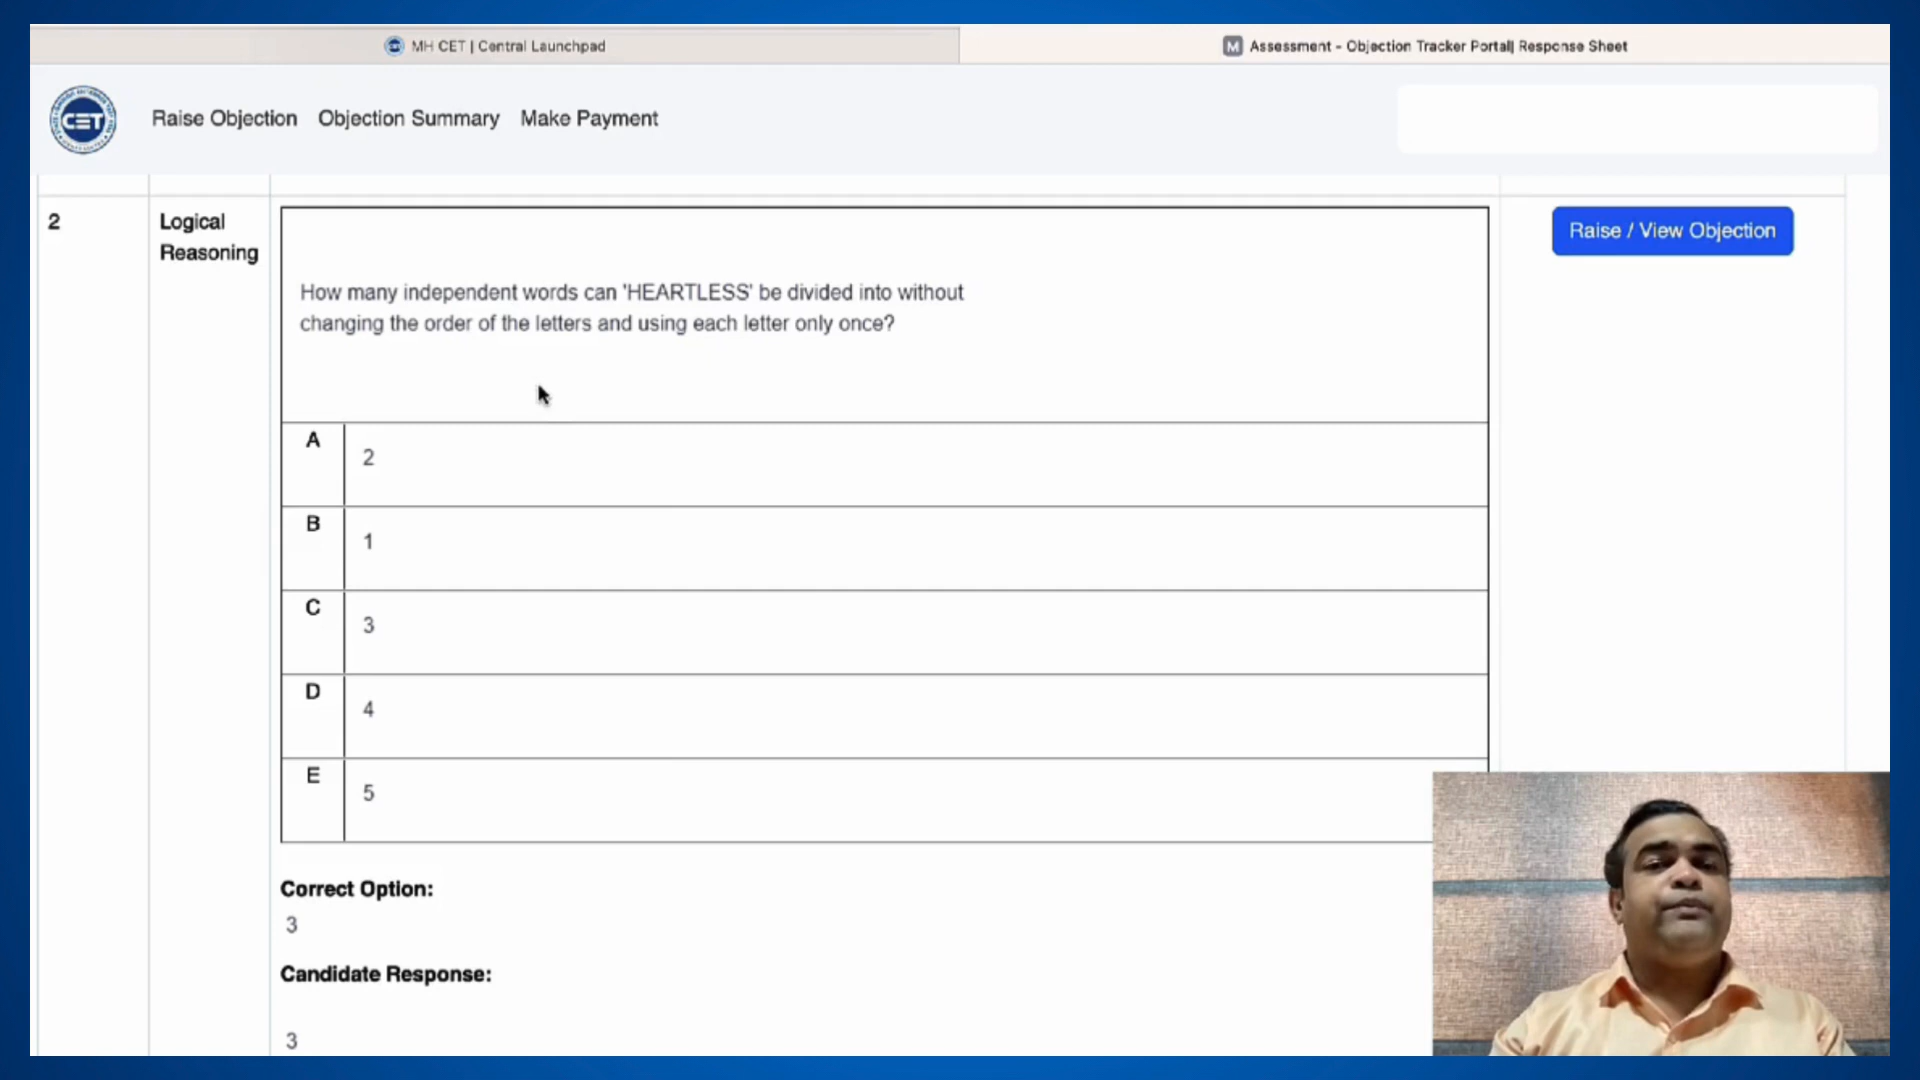 MH CET | Central Launchpad
M Assessment - Objection Tracker Portal| Response Sheet
CET Raise Objection Objection Summary Make Payment
2
Logical
Reasoning
Raise / View Objection
How many independent words can 'HEARTLESS' be divided into without
changing the order of the letters and using each letter only once?
A
2
B
1
C
3
D
4
E
5
Correct Option:
3
Candidate Response:
3